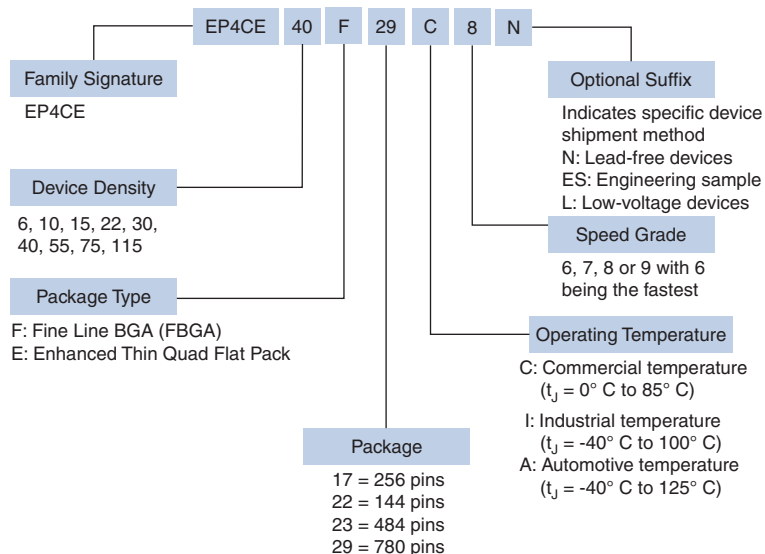 EP4CE 40 F 29 C 8 N
Family Signature
EP4CE
Device Density
6, 10, 15, 22, 30,
40, 55, 75, 115
Package Type
F: Fine Line BGA (FBGA)
E: Enhanced Thin Quad Flat Pack
Package
17 = 256 pins
22 = 144 pins
23 = 484 pins
29 = 780 pins
Optional Suffix
Indicates specific device
shipment method
N: Lead-free devices
ES: Engineering sample
L: Low-voltage devices
Speed Grade
6, 7, 8 or 9 with 6
being the fastest
Operating Temperature
C: Commercial temperature
(tJ = 0° C to 85° C)
I: Industrial temperature
(tJ = -40° C to 100° C)
A: Automotive temperature
(tJ = -40° C to 125° C)